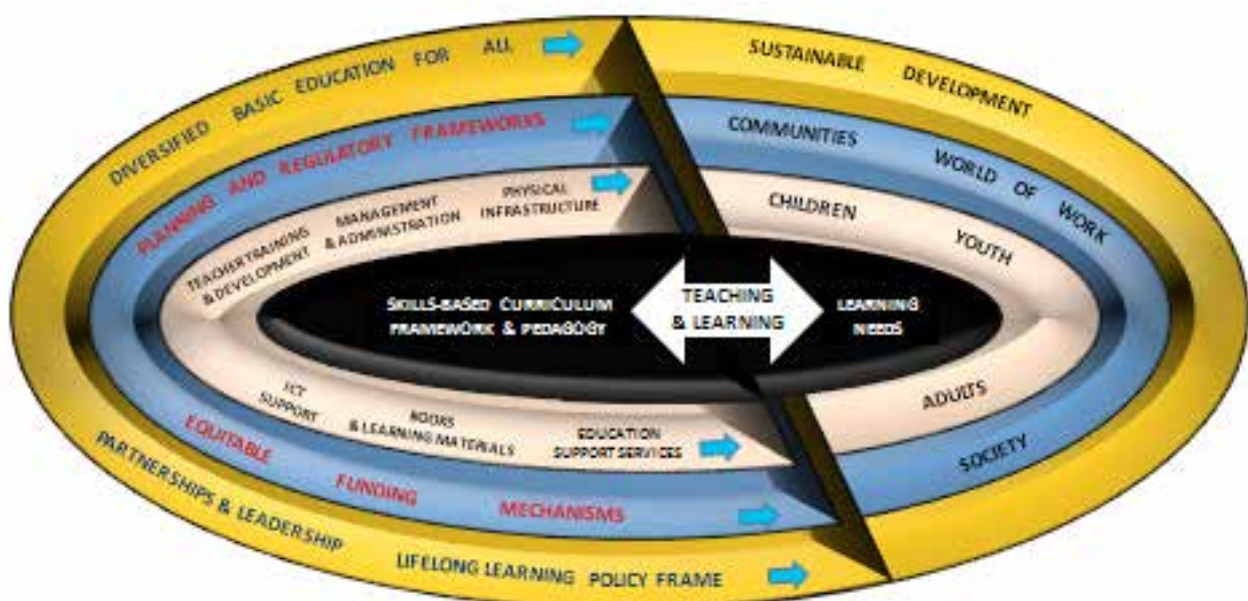 DIVERSIFIED BASIC EDUCATION FOR ALL
SUSTAINABLE DEVELOPMENT
PLANNING AND REGULATORY FRAMEWORKS
COMMUNITIES WORLD OF WORK
TEACHER TRAINING
& DEVELOPMENT
MANAGEMENT
& ADMINISTRATION
PHYSICAL
INFRASTRUCTURE
CHILDREN
YOUTH
SKILLS-BASED CURRICULUM
FRAMEWORK & PEDAGOGY
TEACHING
& LEARNING
LEARNING
NEEDS
ICT
SUPPORT
BOOKS
& LEARNING MATERIALS
EDUCATION
SUPPORT SERVICES
ADULTS
EQUITABLE FUNDING MECHANISMS
SOCIETY
PARTNERSHIPS & LEADERSHIP
LIFELONG LEARNING POLICY FRAME